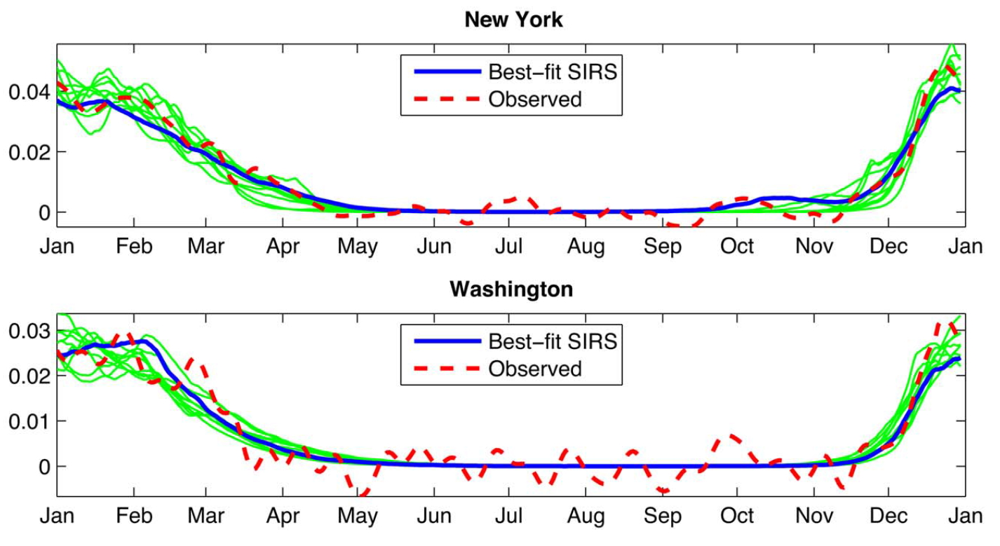 New York
Best−fit SIRS
Observed
0.04
0.02
0
Jan Feb Mar Apr May Jun Jul Aug Sep Oct Nov Dec Jan
Washington
Best−fit SIRS
Observed
0.03
0.02
0.01
0
Jan Feb Mar Apr May Jun Jul Aug Sep Oct Nov Dec Jan